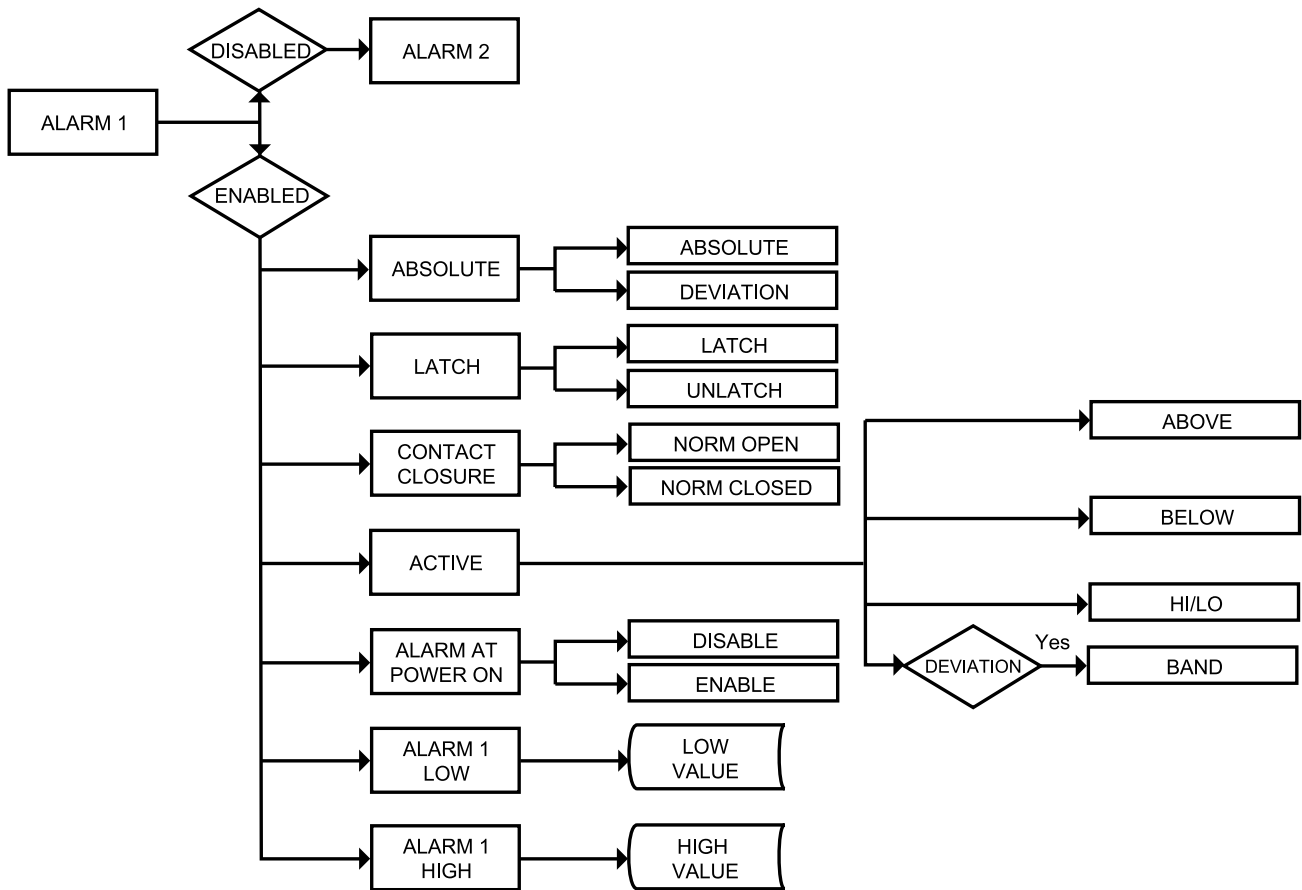 DISABLED
ALARM 2
ALARM 1
ENABLED
ABSOLUTE
ABSOLUTE
DEVIATION
LATCH
LATCH
UNLATCH
CONTACT
CLOSURE
NORM OPEN
NORM CLOSED
ACTIVE
ABOVE
BELOW
HI/LO
DEVIATION
Yes
BAND
ALARM AT
POWER ON
DISABLE
ENABLE
ALARM 1
LOW
LOW
VALUE
ALARM 1
HIGH
HIGH
VALUE